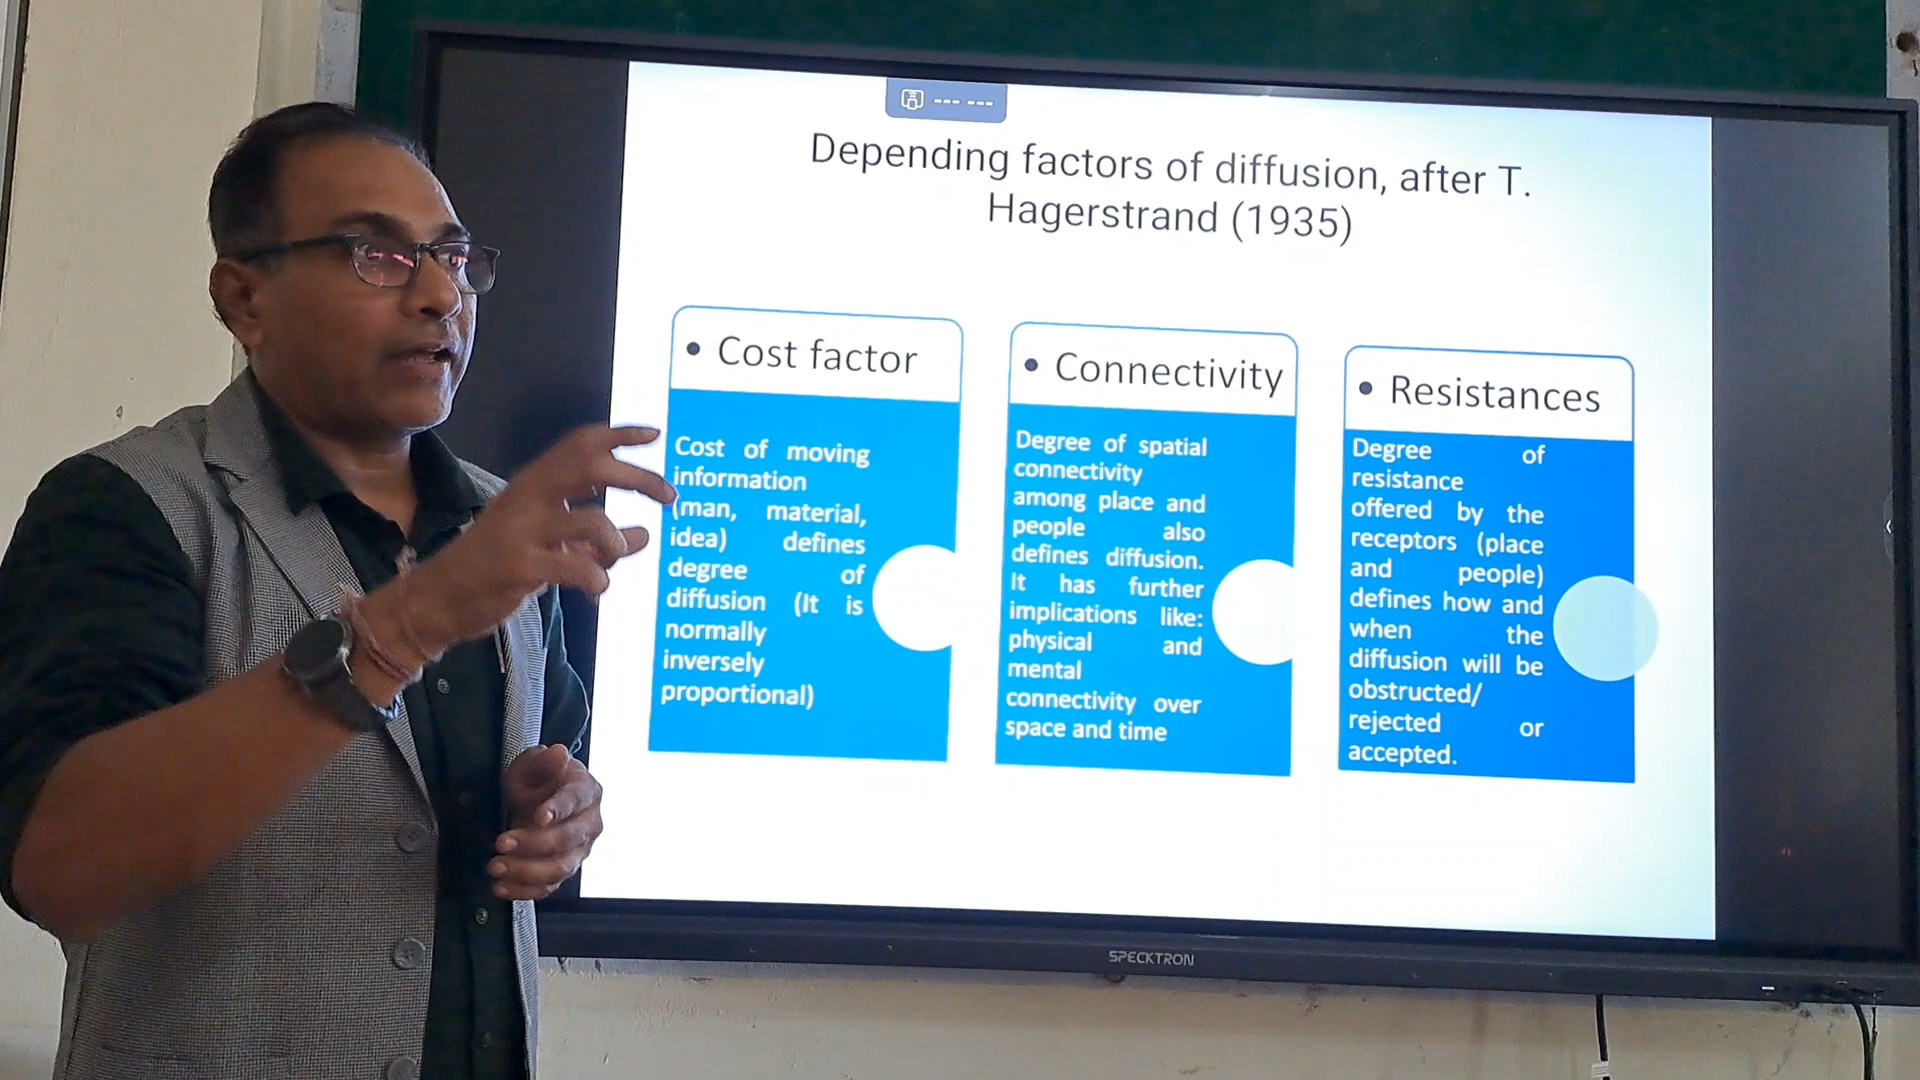 Depending factors of diffusion, after T.
Hagerstrand (1935)
• Cost factor
Cost of moving
information
(man, material,
idea) defines
degree of
diffusion (It is
normally
inversely
proportional)
• Connectivity
Degree of spatial
connectivity
among place and
people also
defines diffusion.
It has further
implications like:
physical and
mental
connectivity over
space and time
• Resistances
Degree of
resistance
offered by the
receptors (place
and people)
defines how and
when the
diffusion will be
obstructed/
rejected or
accepted.
SPECKTRON